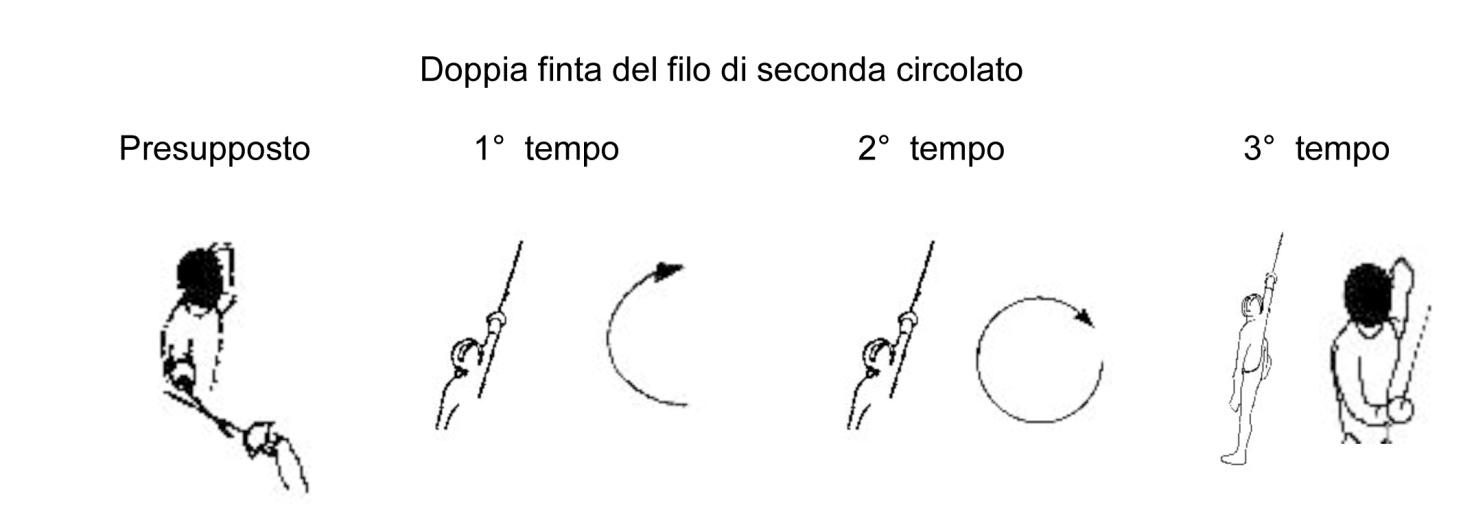 Doppia finta del filo di seconda circolato
Presupposto 1° tempo 2° tempo 3° tempo